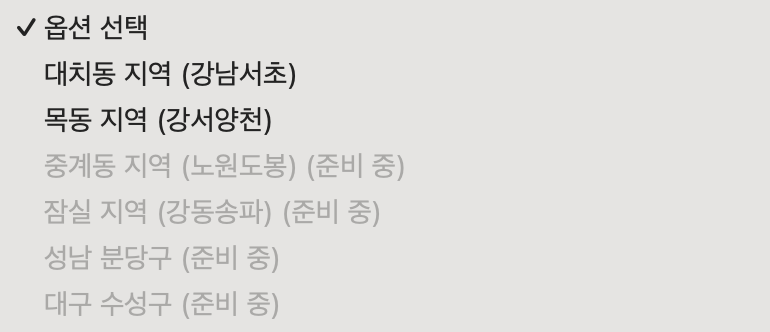 ✓ 옵션 선택
대치동 지역 (강남서초)
목동 지역 (강서양천)
중계동 지역 (노원도봉) (준비 중)
잠실 지역 (강동송파) (준비 중)
성남 분당구 (준비 중)
대구 수성구 (준비 중)